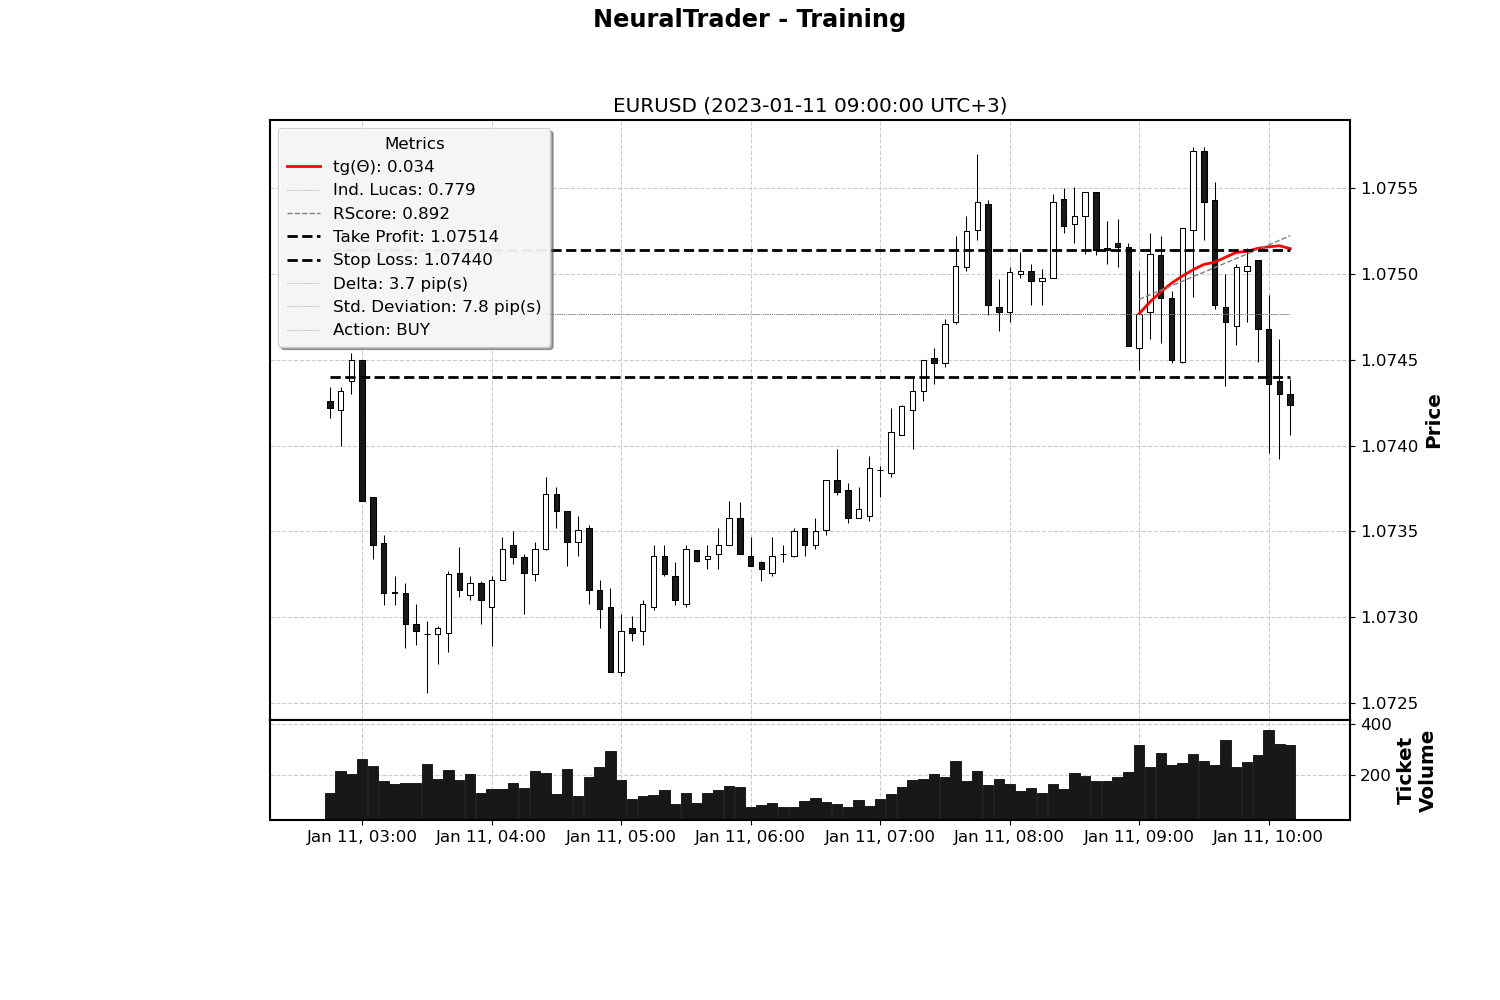 NeuralTrader - Training
EURUSD (2023-01-11 09:00:00 UTC+3)
Metrics
tg(Θ): 0.034
Ind. Lucas: 0.779
RScore: 0.892
Take Profit: 1.07514
Stop Loss: 1.07440
Delta: 3.7 pip(s)
Std. Deviation: 7.8 pip(s)
Action: BUY
1.0755
1.0750
1.0745
1.0740
1.0735
1.0730
1.0725
Price
400
200
Ticket
Volume
Jan 11, 03:00
Jan 11, 04:00
Jan 11, 05:00
Jan 11, 06:00
Jan 11, 07:00
Jan 11, 08:00
Jan 11, 09:00
Jan 11, 10:00